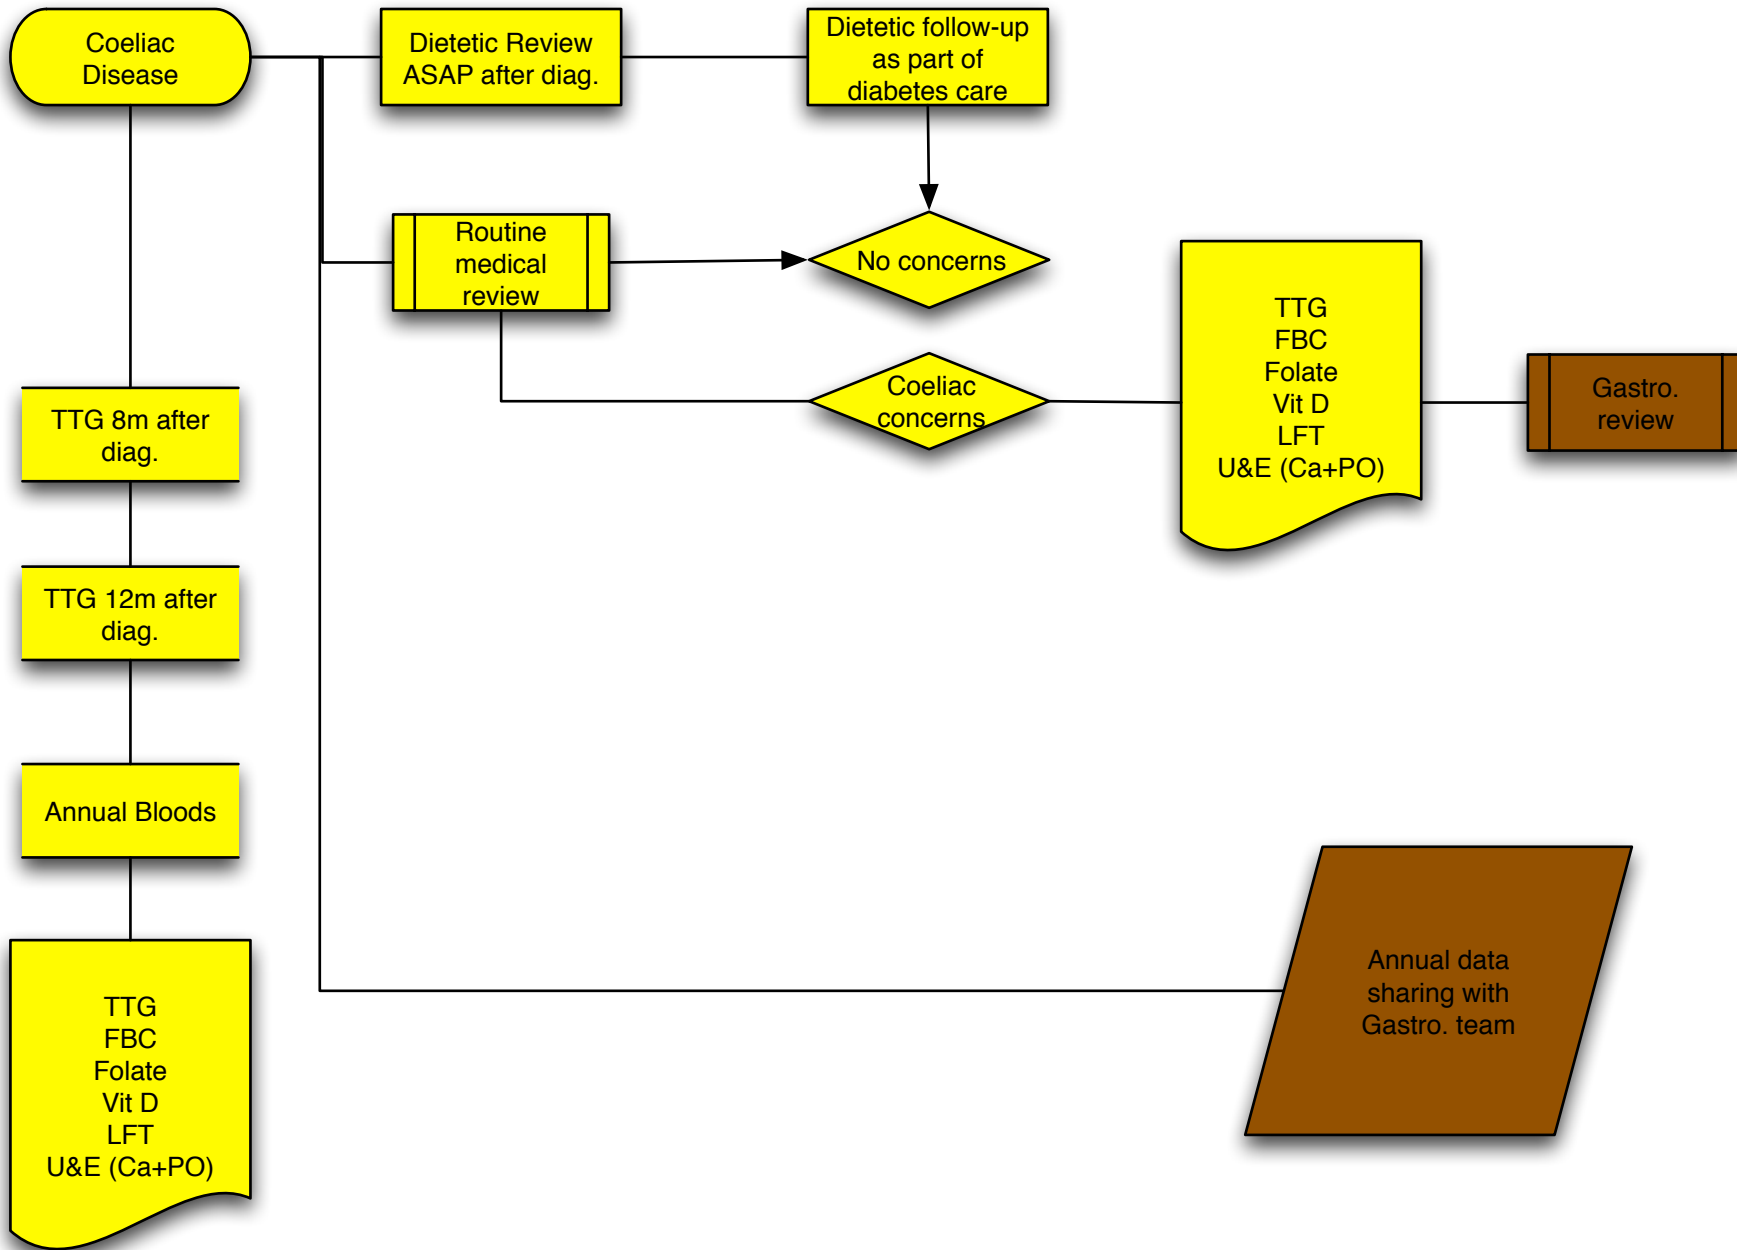 Coeliac
Disease
Dietetic Review
ASAP after diag.
Dietetic follow-up
as part of
diabetes care
Routine
medical
review
No concerns
Coeliac
concerns
TTG
FBC
Folate
Vit D
LFT
U&E (Ca+PO)
Gastro.
review
TTG 8m after
diag.
TTG 12m after
diag.
Annual Bloods
TTG
FBC
Folate
Vit D
LFT
U&E (Ca+PO)
Annual data
sharing with
Gastro. team